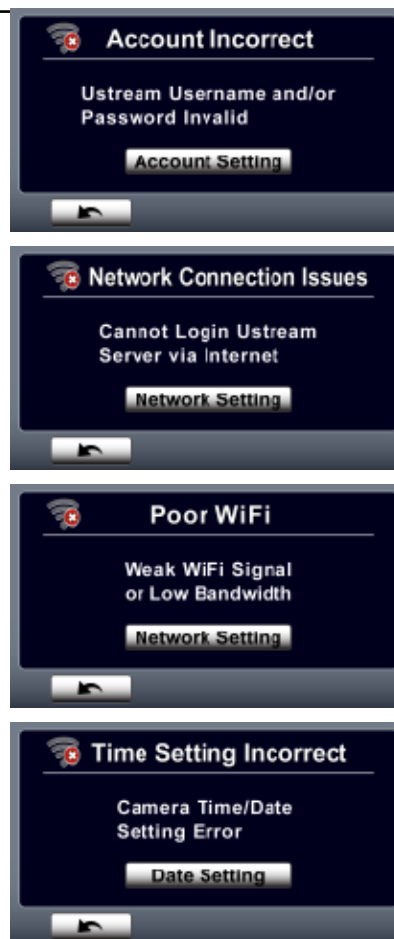 Account Incorrect
Ustream Username and/or
Password Invalid
Account Setting
Network Connection Issues
Cannot Login Ustream
Server via Internet
Network Setting
Poor WiFi
Weak WiFi Signal
or Low Bandwidth
Network Setting
Time Setting Incorrect
Camera Time/Date
Setting Error
Date Setting